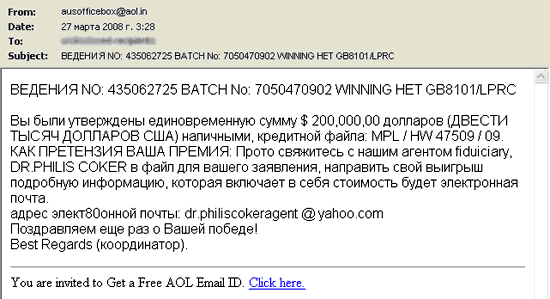 From: ausofficebox@aol.in
Date: 27 марта 2008 г. 3:28
To:
Subject: ВЕДЕНИЯ NO: 435062725 BATCH No: 7050470902 WINNING НЕТ GB8101/LPRC
ВЕДЕНИЯ NO: 435062725 BATCH No: 7050470902 WINNING НЕТ GB8101/LPRC
Вы были утверждены единовременную сумму $ 200,000,00 долларов (ДВЕСТИ
ТЫСЯЧ ДОЛЛАРОВ США) наличными, кредитной файла: MPL / HW 47509 / 09.
КАК ПРЕТЕНЗИЯ ВАША ПРЕМИЯ: Прото свяжитесь с нашим агентом fiduiciary,
DR.PHILIS COKER в файл для вашего заявления, направить свой выигрыш
подробную информацию, которая включает в себя стоимость будет электронная
почта.
адрес элект80онной почты: dr.philiscokeragent @ yahoo.com
Поздравляем еще раз о Вашей победе!
Best Regards (координатор).
You are invited to Get a Free AOL Email ID. Click here.